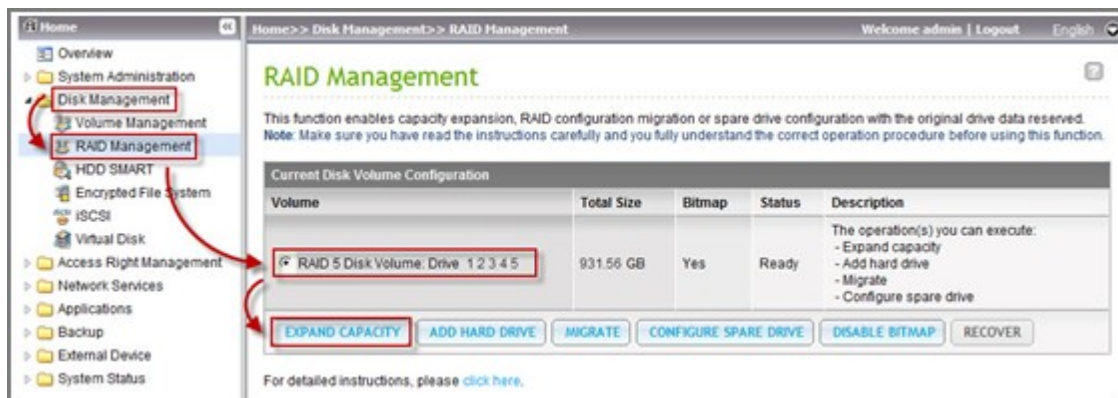 Home
Home>> Disk Management>> RAID Management
Welcome admin | Logout
English
Overview
System Administration
Disk Management
Volume Management
RAID Management
HDD SMART
Encrypted File System
iSCSI
Virtual Disk
Access Right Management
Network Services
Applications
Backup
External Device
System Status
RAID Management
This function enables capacity expansion, RAID configuration migration or spare drive configuration with the original drive data reserved.
Note: Make sure you have read the instructions carefully and you fully understand the correct operation procedure before using this function.
Current Disk Volume Configuration
Volume Total Size Bitmap Status Description
RAID 5 Disk Volume: Drive 1 2 3 4 5 931.56 GB Yes Ready
The operation(s) you can execute:
- Expand capacity
- Add hard drive
- Migrate
- Configure spare drive
EXPAND CAPACITY ADD HARD DRIVE MIGRATE CONFIGURE SPARE DRIVE DISABLE BITMAP RECOVER
For detailed instructions, please click here.